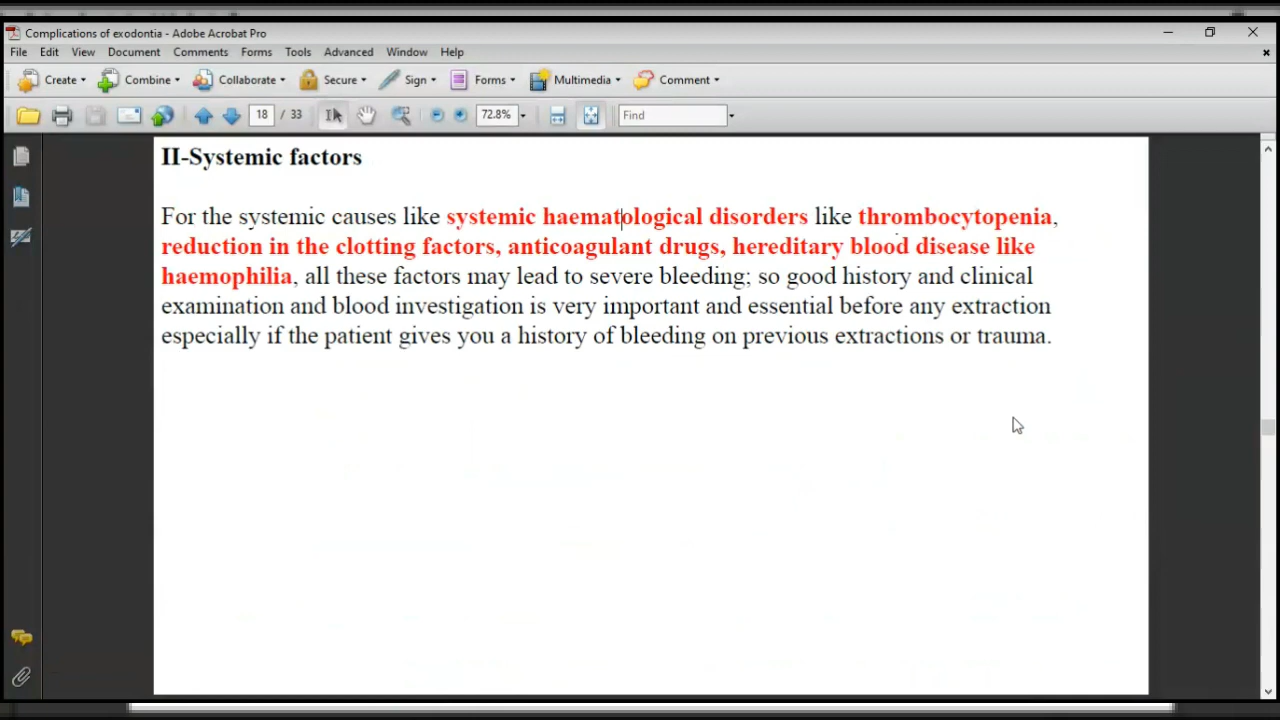 Complications of exodontia - Adobe Acrobat Pro
File Edit View Document Comments Forms Tools Advanced Window Help
Create Combine Collaborate Secure Sign Forms Multimedia Comment
18 / 33 72.8% Find
II-Systemic factors
For the systemic causes like systemic haematological disorders like thrombocytopenia,
reduction in the clotting factors, anticoagulant drugs, hereditary blood disease like
haemophilia, all these factors may lead to severe bleeding; so good history and clinical
examination and blood investigation is very important and essential before any extraction
especially if the patient gives you a history of bleeding on previous extractions or trauma.